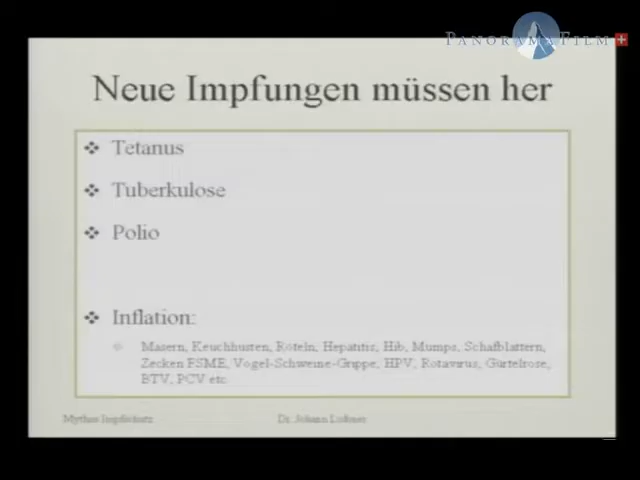 PANORAMA FILM
Neue Impfungen müssen her
Tetanus
Tuberkulose
Polio
Inflation:
Masern, Keuchhusten, Röteln, Hepatitis, Hib, Mumps, Schafblattern,
Zecken FSME, Vogel-Schweine-Grippe, HPV, Rotavirus, Gürtelrose,
BTV, PCV etc
Mythos Impfschutz
Dr. Johann Loibner